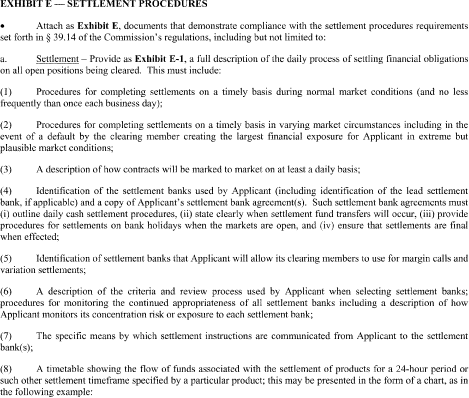 EXHIBIT E — SETTLEMENT PROCEDURES
• Attach as Exhibit E, documents that demonstrate compliance with the settlement procedures requirements
set forth in § 39.14 of the Commission's regulations, including but not limited to:
a. Settlement – Provide as Exhibit E-1, a full description of the daily process of settling financial obligations
on all open positions being cleared. This must include:
(1) Procedures for completing settlements on a timely basis during normal market conditions (and no less
frequently than once each business day);
(2) Procedures for completing settlements on a timely basis in varying market circumstances including in the
event of a default by the clearing member creating the largest financial exposure for Applicant in extreme but
plausible market conditions;
(3) A description of how contracts will be marked to market on at least a daily basis;
(4) Identification of the settlement banks used by Applicant (including identification of the lead settlement
bank, if applicable) and a copy of Applicant's settlement bank agreement(s). Such settlement bank agreements must
(i) outline daily cash settlement procedures, (ii) state clearly when settlement fund transfers will occur, (iii) provide
procedures for settlements on bank holidays when the markets are open, and (iv) ensure that settlements are final
when effected;
(5) Identification of settlement banks that Applicant will allow its clearing members to use for margin calls and
variation settlements;
(6) A description of the criteria and review process used by Applicant when selecting settlement banks;
procedures for monitoring the continued appropriateness of all settlement banks including a description of how
Applicant monitors its concentration risk or exposure to each settlement bank;
(7) The specific means by which settlement instructions are communicated from Applicant to the settlement
bank(s);
(8) A timetable showing the flow of funds associated with the settlement of products for a 24-hour period or
such other settlement timeframe specified by a particular product; this may be presented in the form of a chart, as in
the following example: